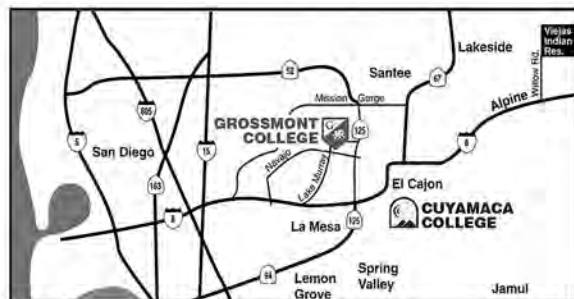 Viejas
Indian
Res.
Lakeside
Willow Rd.
52
Santee
67
Mission Gorge
Alpine
805
GROSSMONT
COLLEGE
G
125
5
San Diego
15
8
Navajo
Lake Murray
163
El Cajon
8
CUYAMACA
COLLEGE
La Mesa
125
94
Lemon
Grove
Spring
Valley
Jamul